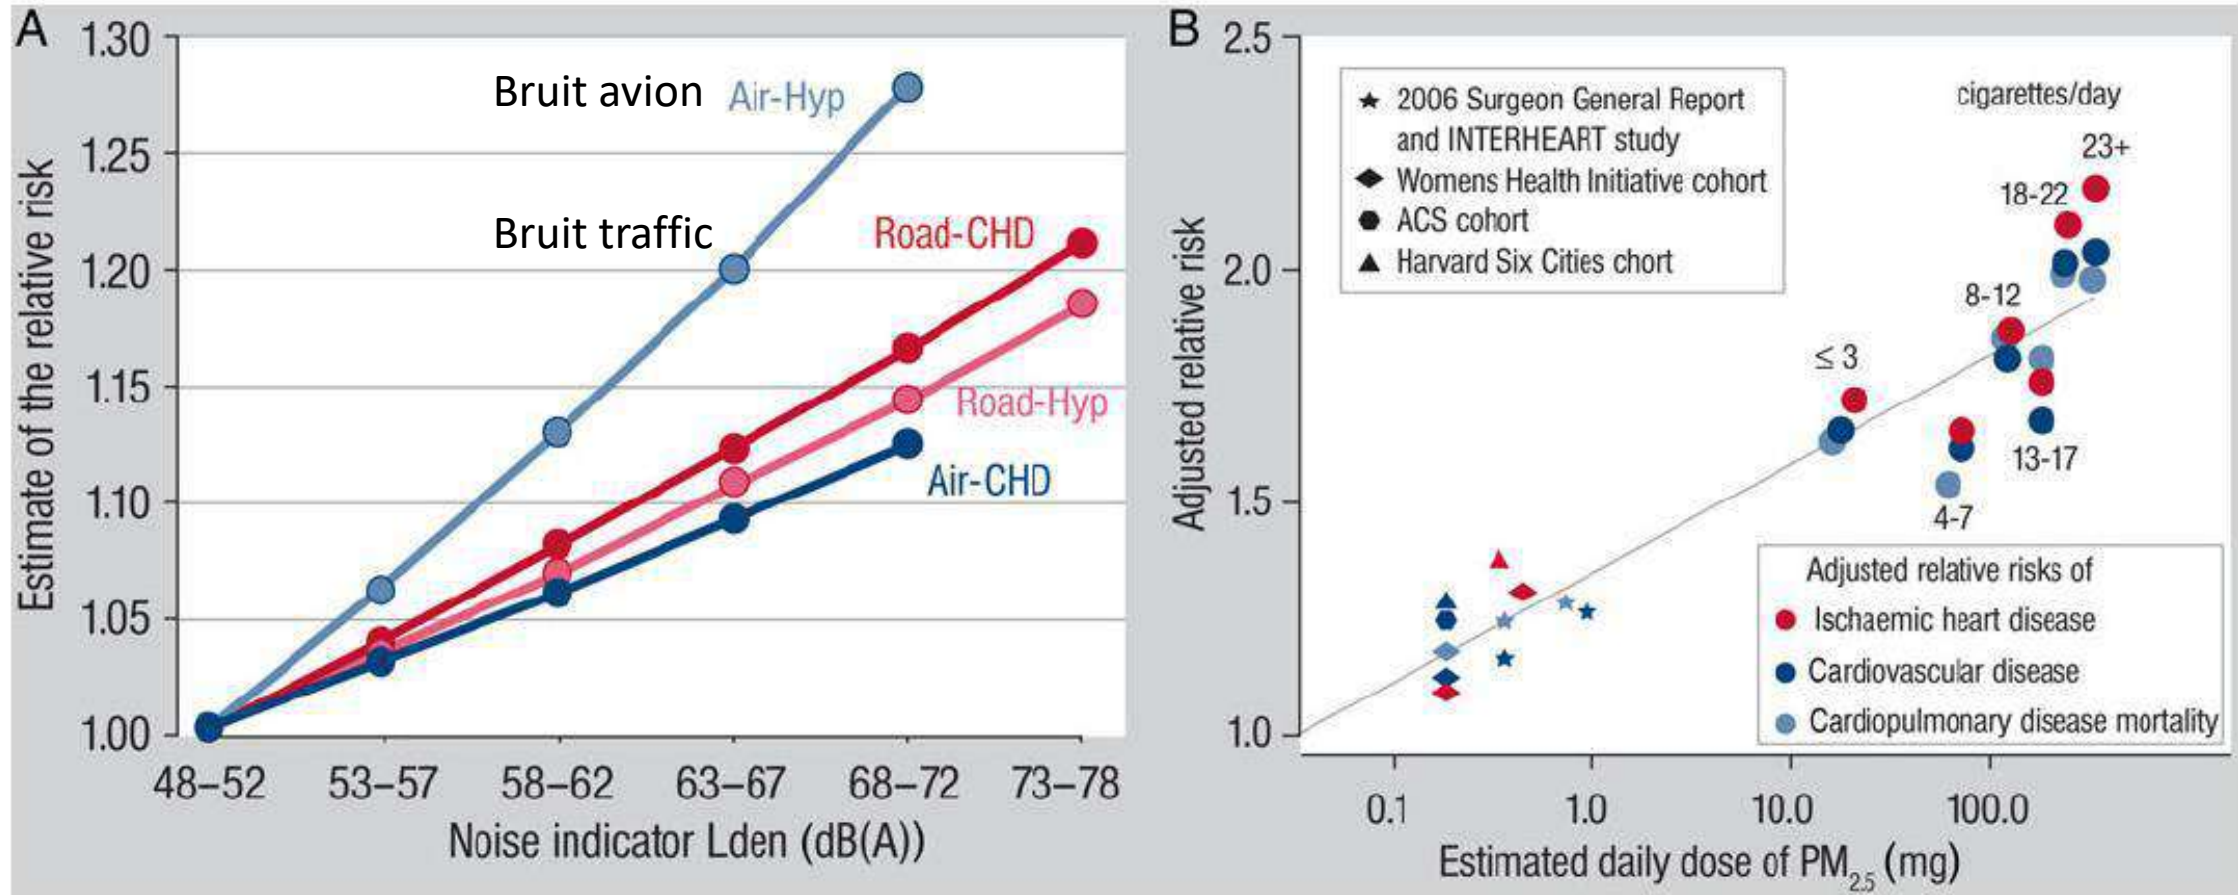 A
1.30
1.25
1.20
1.15
1.10
1.05
1.00
Estimate of the relative risk
Bruit avion
Air-Hyp
Bruit traffic
Road-CHD
Road-Hyp
Air-CHD
48–52 53–57 58–62 63–67 68–72 73–78
Noise indicator Lden (dB(A))
B
2.5
2.0
1.5
1.0
Adjusted relative risk
2006 Surgeon General Report
and INTERHEART study
Womens Health Initiative cohort
ACS cohort
Harvard Six Cities chort
cigarettes/day
23+
18-22
8-12
≤ 3
13-17
4-7
Adjusted relative risks of
Ischaemic heart disease
Cardiovascular disease
Cardiopulmonary disease mortality
0.1 1.0 10.0 100.0
Estimated daily dose of PM2.5 (mg)